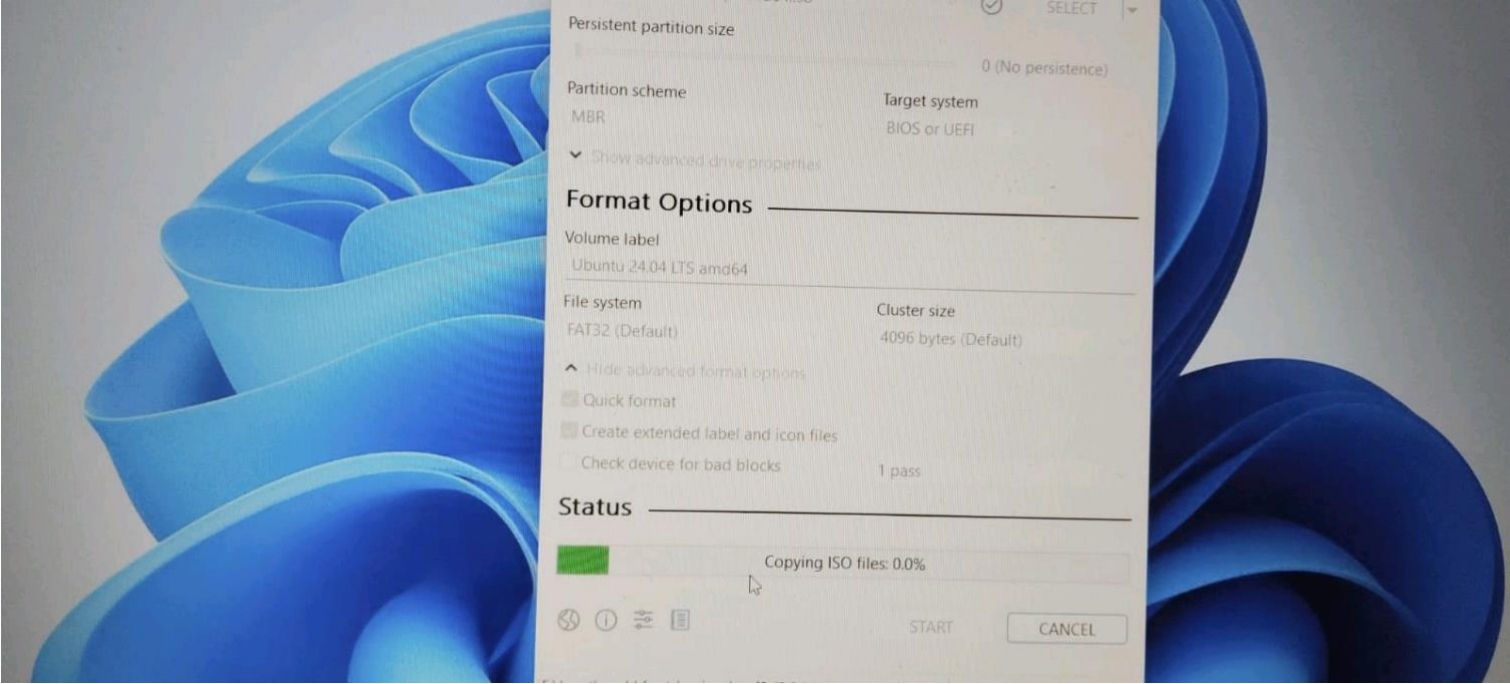 SELECT
Persistent partition size
0 (No persistence)
Partition scheme
Target system
MBR
BIOS or UEFI
Show advanced drive properties
Format Options
Volume label
Ubuntu 24.04 LTS amd64
File system
Cluster size
FAT32 (Default)
4096 bytes (Default)
Hide advanced format options
Quick format
Create extended label and icon files
Check device for bad blocks
1 pass
Status
Copying ISO files: 0.0%
START
CANCEL